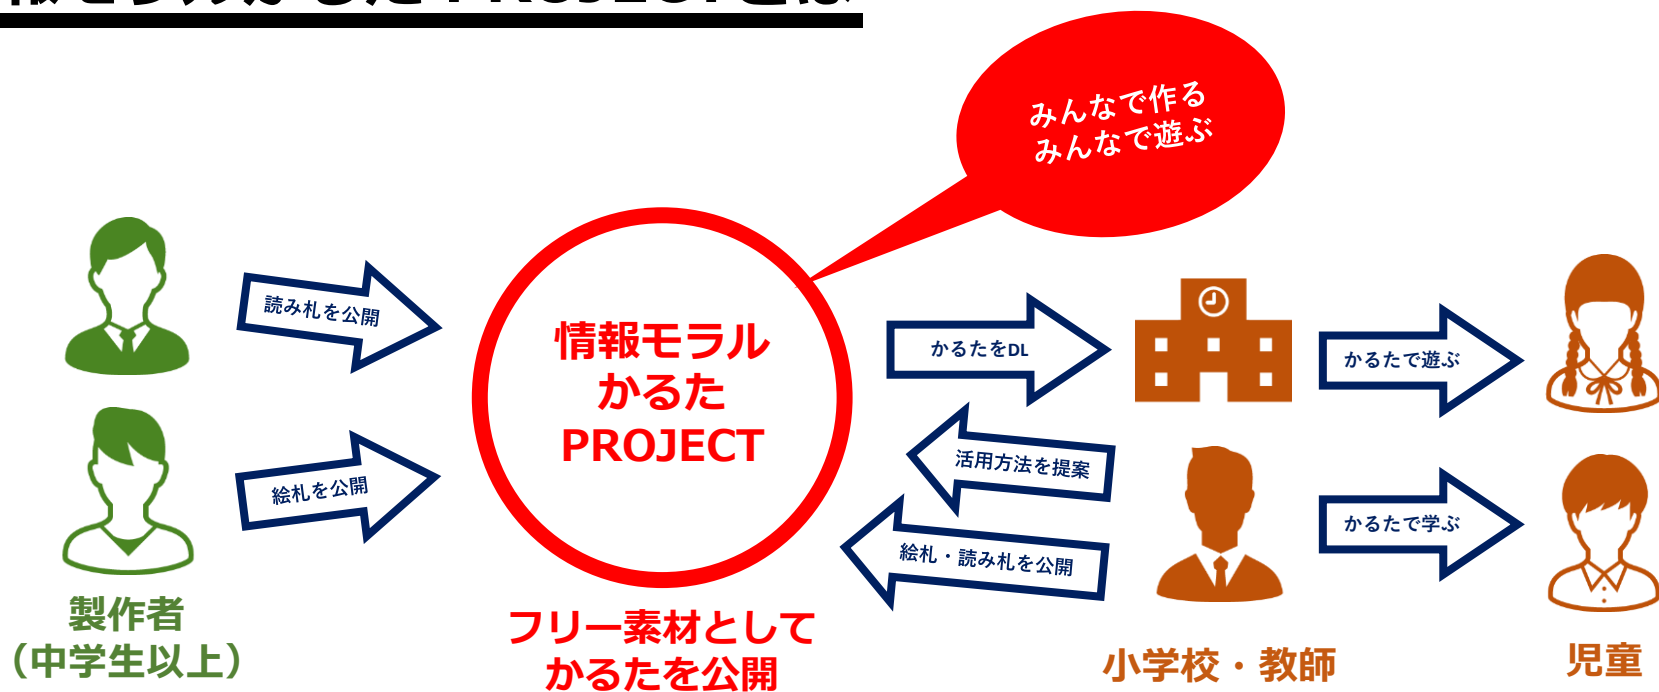 みんなで作る
みんなで遊ぶ
読み札を公開
絵札を公開
情報モラル
かるた
PROJECT
かるたをDL
活用方法を提案
絵札・読み札を公開
かるたで遊ぶ
かるたで学ぶ
製作者
（中学生以上）
フリー素材として
かるたを公開
小学校・教師
児童